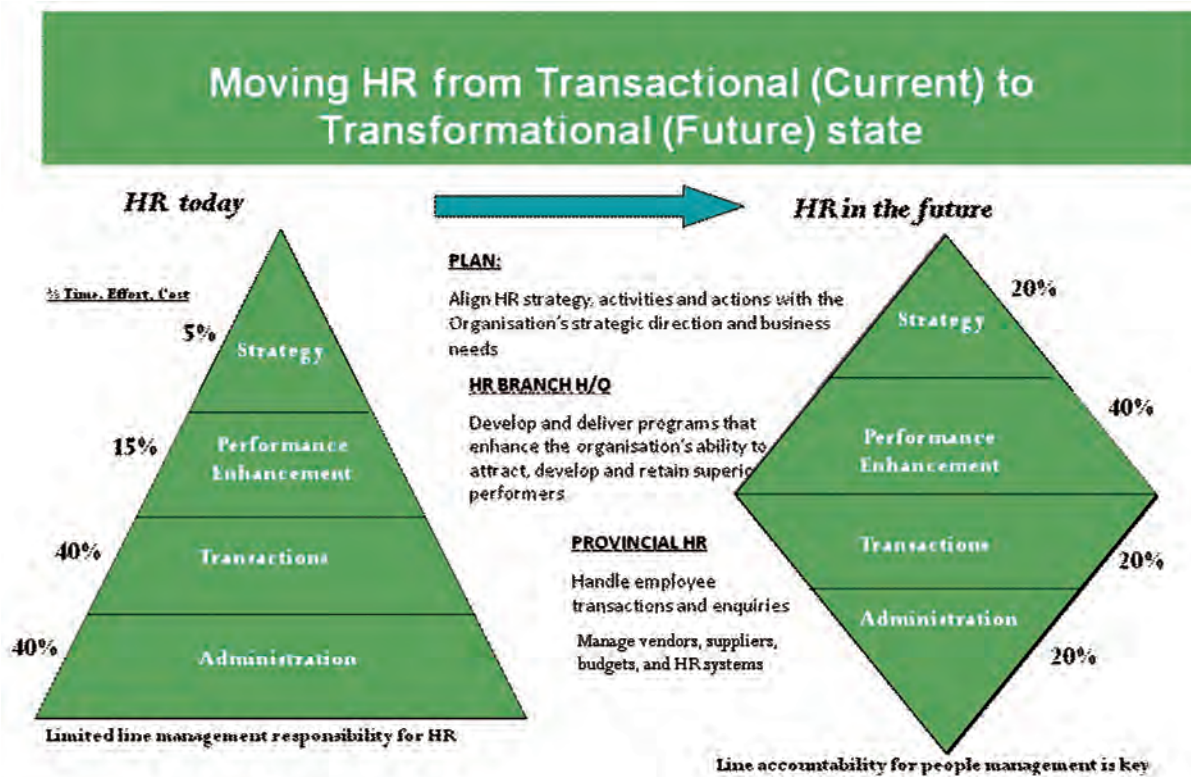 Moving HR from Transactional (Current) to
Transformational (Future) state
HR today
% Time, Effort, Cost
5%
Strategy
15%
Performance
Enhancement
40%
Transactions
40%
Administration
Limited line management responsibility for HR
PLAN:
Align HR strategy, activities and actions with the
Organisation's strategic direction and business
needs
HR BRANCH H/O
Develop and deliver programs that
enhance the organisation's ability to
attract, develop and retain superio
performers
PROVINCIAL HR
Handle employee
transactions and enquiries
Manage vendors, suppliers,
budgets, and HR systems
HR in the future
20%
Strategy
40%
Performance
Enhancement
Transactions
20%
Administration
20%
Line accountability for people management is key